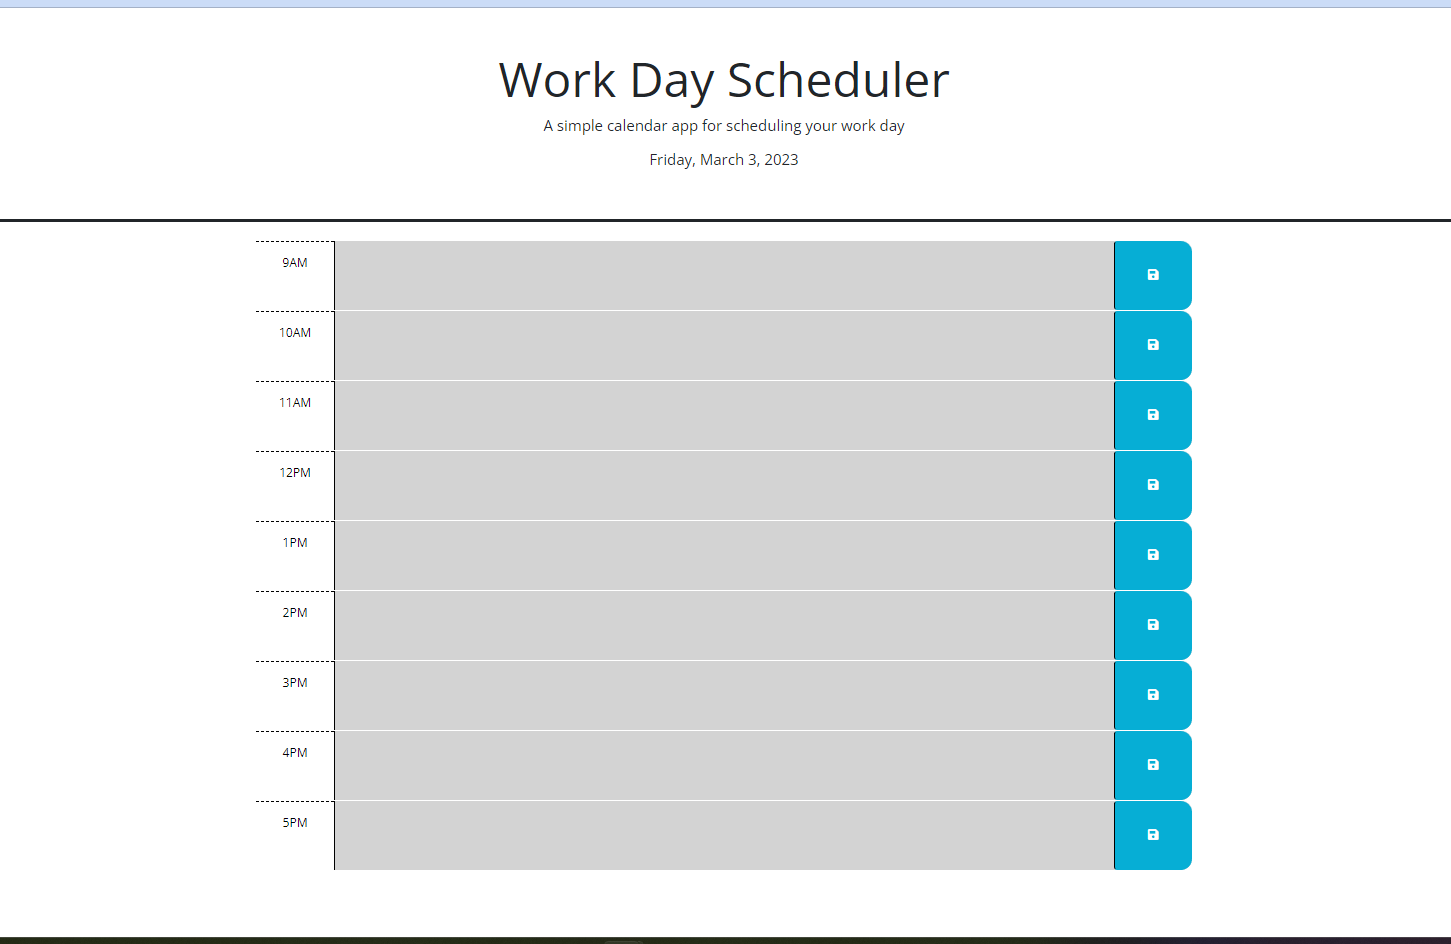 Work Day Scheduler
A simple calendar app for scheduling your work day
Friday, March 3, 2023
9AM
10AM
11AM
12PM
1PM
2PM
3PM
4PM
5PM